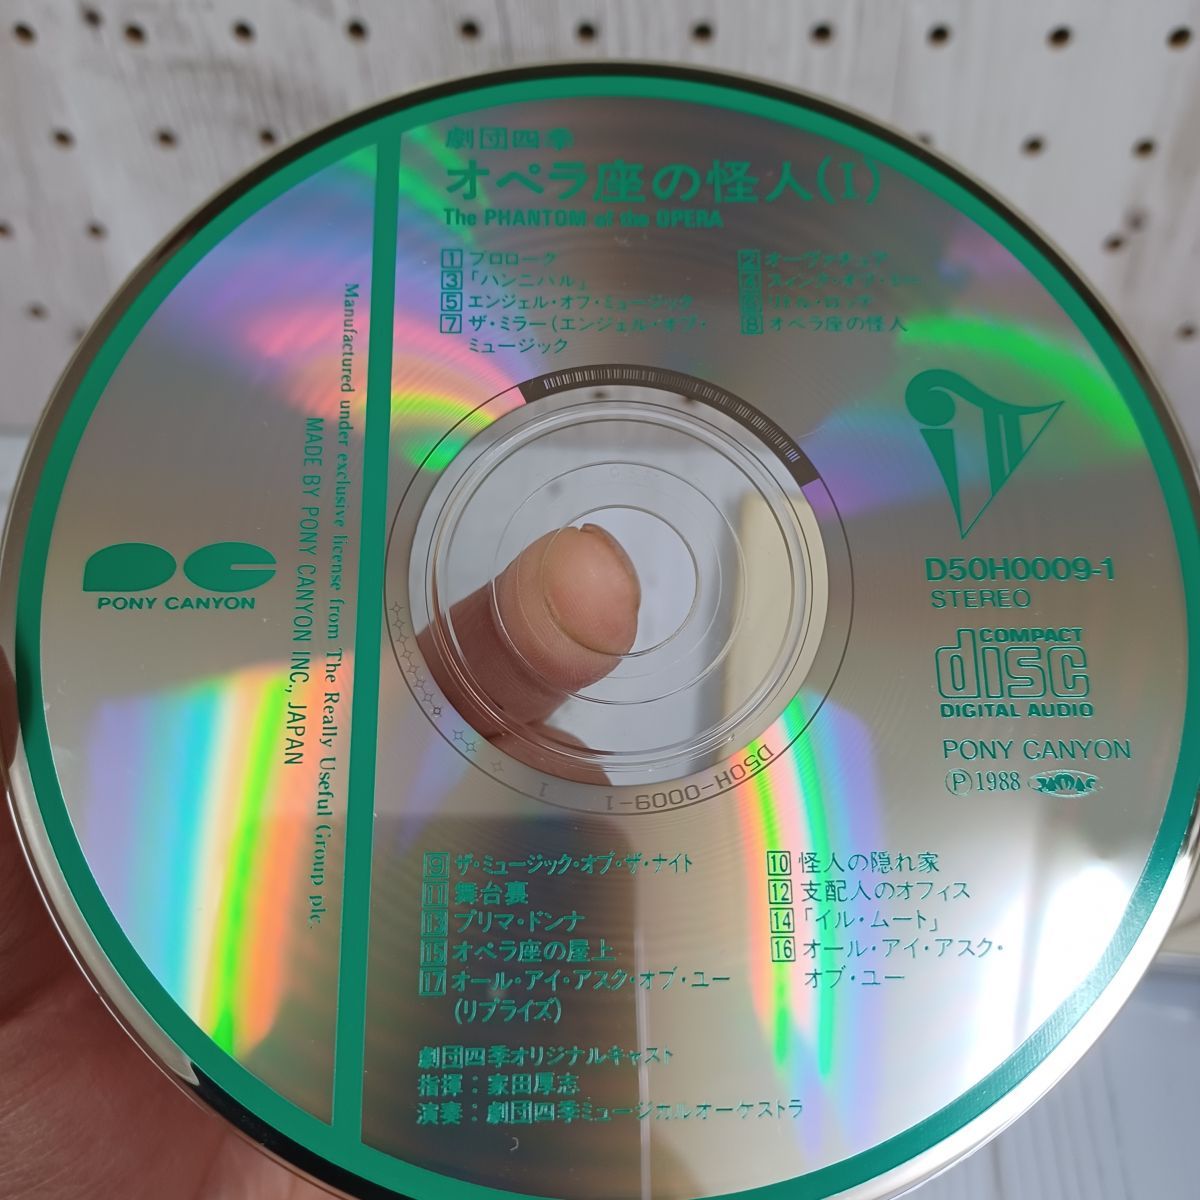 劇団四季
オペラ座の怪人(I)
The PHANTOM of the OPERA
1 プロローグ
2 オーヴァチュア
3 「ハンニバル」
4 スィンク・オブ・ミー
5 エンジェル・オブ・ミュージック
6 リトル・ロッテ
7 ザ・ミラー(エンジェル・オブ・
ミュージック
8 オペラ座の怪人
Manufactured under exclusive license from The Really Useful Group plc.
MADE BY PONY CANYON INC., JAPAN
PONY CANYON
D50H0009-1
STEREO
COMPACT
disc
DIGITAL AUDIO
PONY CANYON
Ⓟ1988
D50H-0009-1 1
9 ザ・ミュージック・オブ・ザ・ナイト
10 怪人の隠れ家
11 舞台裏
12 支配人のオフィス
13 プリマ・ドンナ
14 「イル・ムート」
15 オペラ座の屋上
16 オール・アイ・アスク・
オブ・ユー
17 オール・アイ・アスク・オブ・ユー
(リプライズ)
劇団四季オリジナルキャスト
指揮：家田厚志
演奏：劇団四季ミュージカルオーケストラ